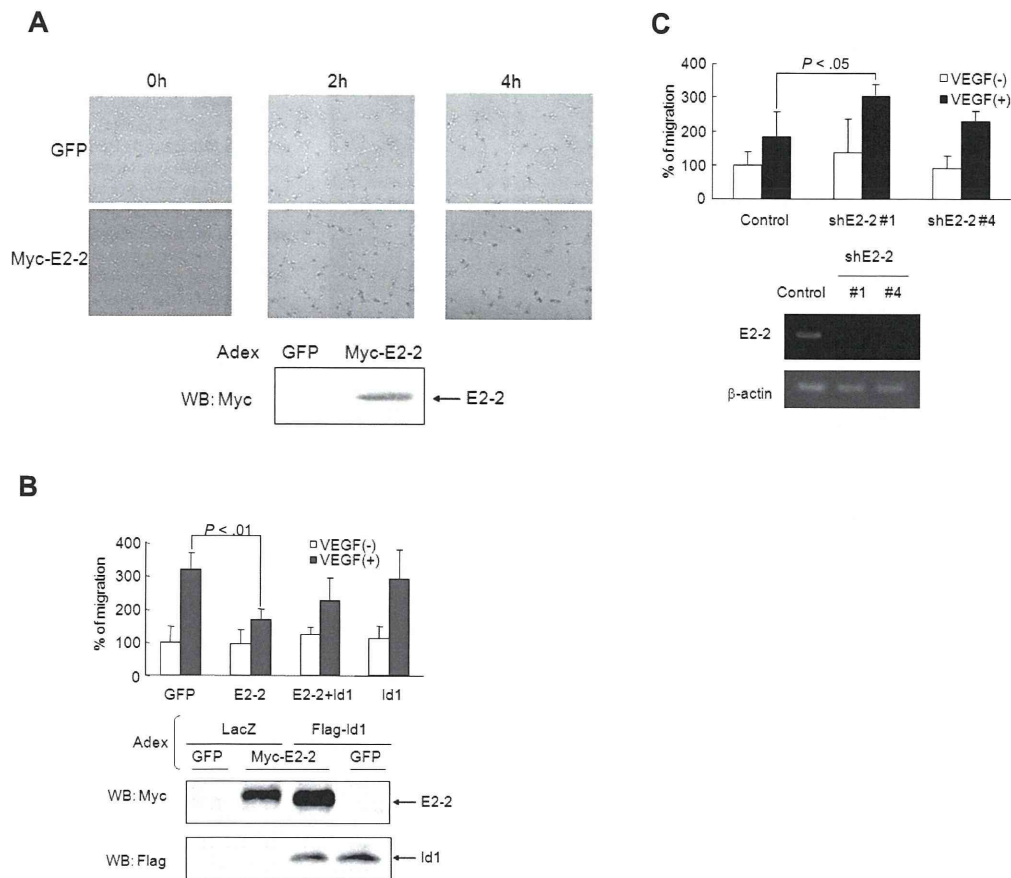 A
0h 2h 4h
GFP
Myc-E2-2
Adex GFP Myc-E2-2
WB: Myc E2-2
B
P < .01
VEGF(-)
VEGF(+)
% of migration
400
300
200
100
0
GFP E2-2 E2-2+Id1 Id1
Adex
LacZ Flag-Id1
GFP Myc-E2-2 GFP
WB: Myc E2-2
WB: Flag Id1
C
P < .05
VEGF(-)
VEGF(+)
% of migration
400
300
200
100
0
Control shE2-2#1 shE2-2#4
shE2-2
Control #1 #4
E2-2
β-actin